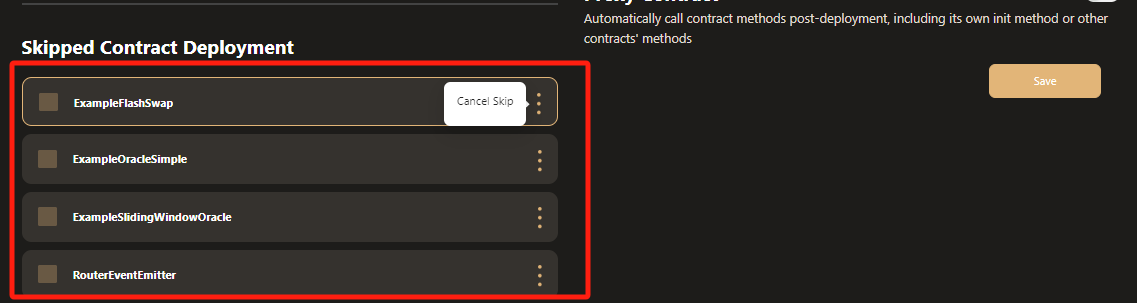 Automatically call contract methods post-deployment, including its own init method or other
contracts' methods
Save
Skipped Contract Deployment
ExampleFlashSwap
Cancel Skip
ExampleOracleSimple
ExampleSlidingWindowOracle
RouterEventEmitter